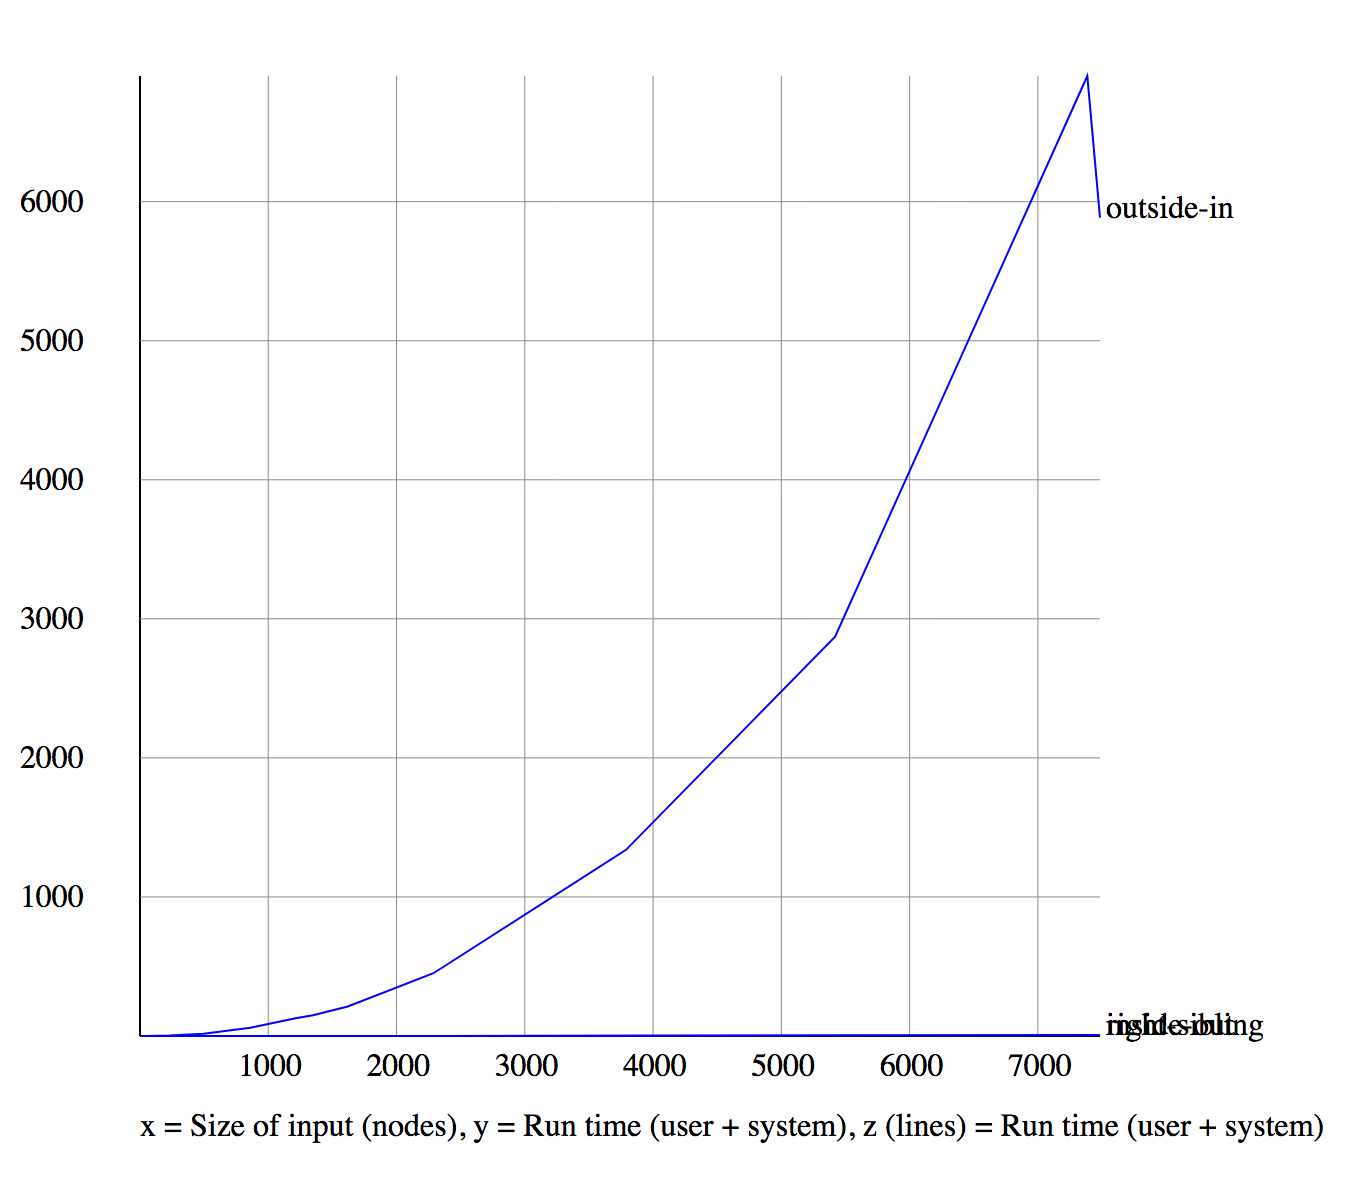 6000
outside-in
5000
4000
3000
2000
1000
1000 2000 3000 4000 5000 6000 7000
x = Size of input (nodes), y = Run time (user + system), z (lines) = Run time (user + system)